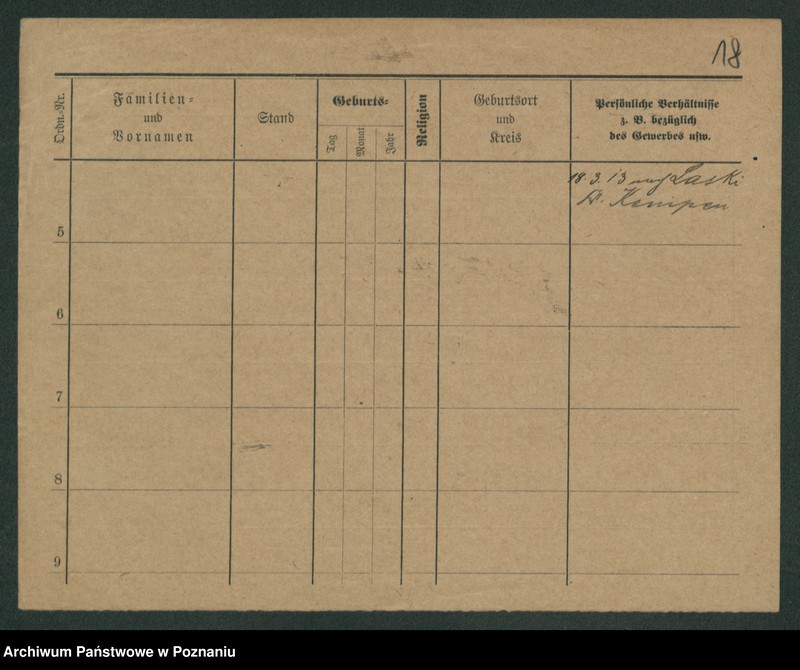 18
Ordn.-Nr.
Familien-
und
Vornamen
Stand
Geburts-
Tag
Monat
Jahr
Religion
Geburtsort
und
Kreis
Persönliche Verhältnisse
z. B. bezüglich
des Gewerbes usw.
18. 3. 13 nach Laski
Kr. Kempen
5
6
7
8
9
Archiwum Państwowe w Poznaniu